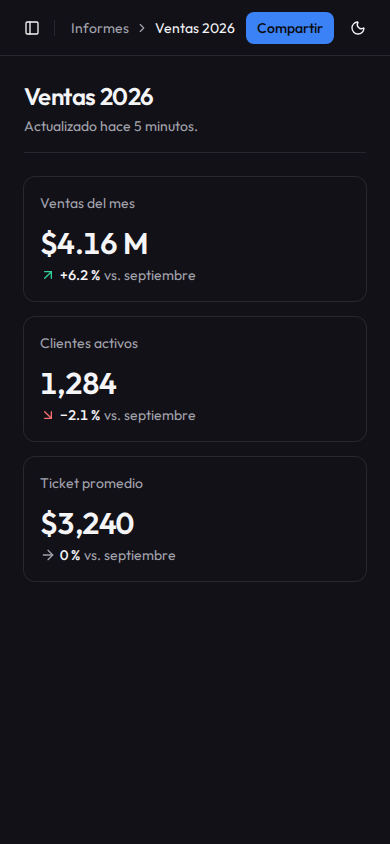 Informes > Ventas 2026 Compartir
Ventas 2026
Actualizado hace 5 minutos.
Ventas del mes
$4.16 M
+6.2 % vs. septiembre
Clientes activos
1,284
−2.1 % vs. septiembre
Ticket promedio
$3,240
0 % vs. septiembre